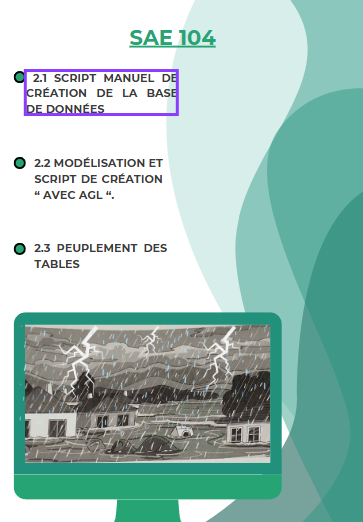 SAE 104
2.1 SCRIPT MANUEL DE
CRÉATION DE LA BASE
DE DONNÉES
2.2 MODÉLISATION ET
SCRIPT DE CRÉATION
“ AVEC AGL “.
2.3 PEUPLEMENT DES
TABLES